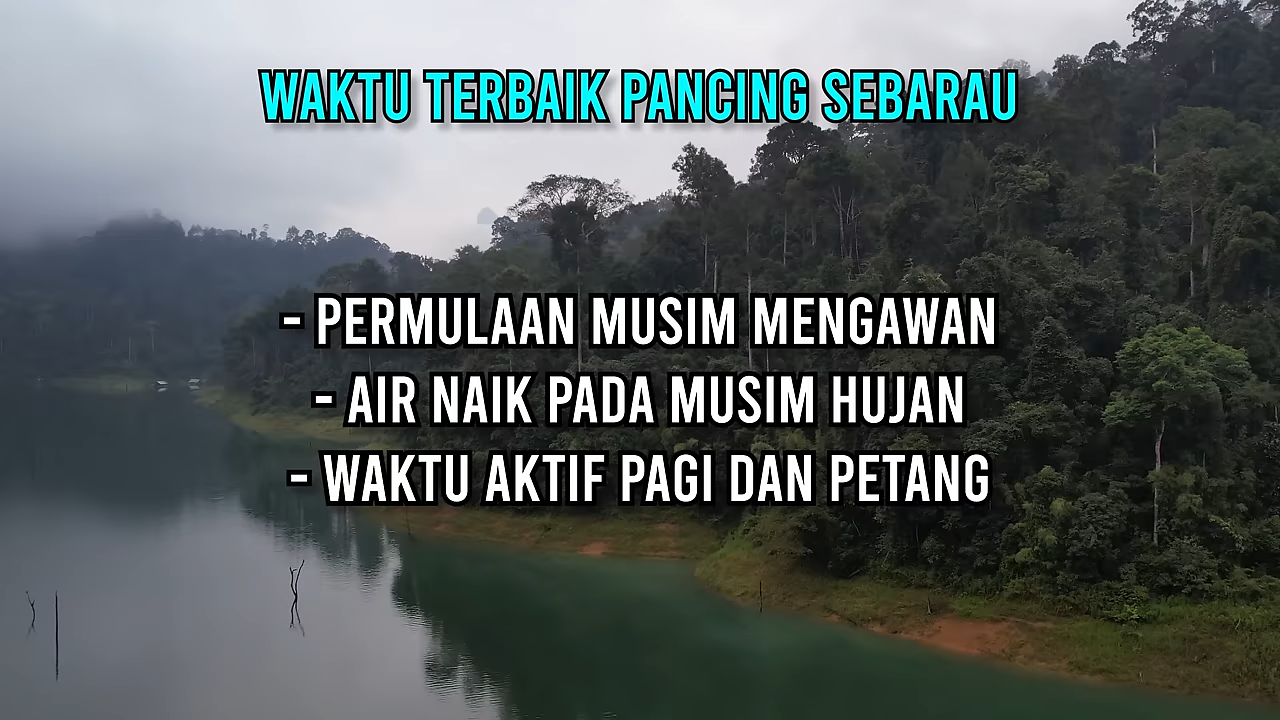 WAKTU TERBAIK PANCING SEBARAU
- PERMULAAN MUSIM MENGAWAN
- AIR NAIK PADA MUSIM HUJAN
- WAKTU AKTIF PAGI DAN PETANG